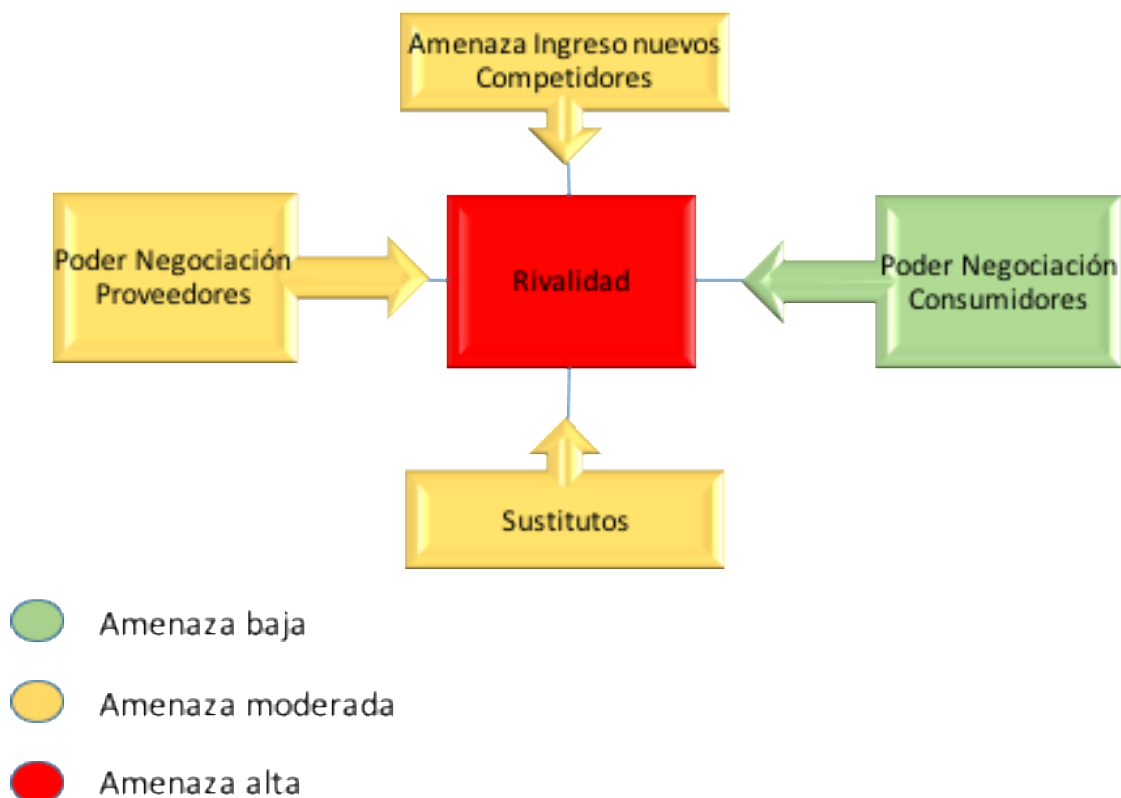 Amenaza Ingreso nuevos
Competidores
Poder Negociación
Proveedores
Rivalidad
Poder Negociación
Consumidores
Sustitutos
Amenaza baja
Amenaza moderada
Amenaza alta